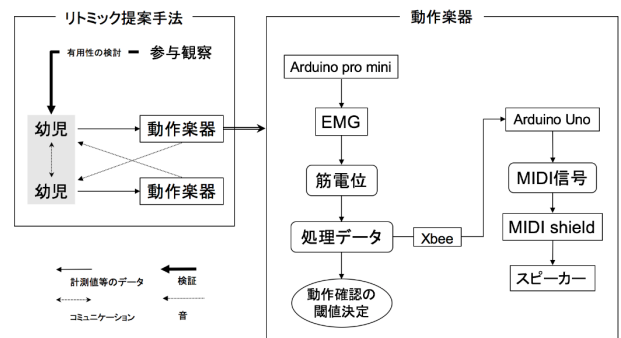 リトミック提案手法
有用性の検討
参与観察
幼児
動作楽器
幼児
動作楽器
計測値等のデータ
検証
コミュニケーション
音
動作楽器
Arduino pro mini
EMG
筋電位
処理データ
動作確認の
閾値決定
Xbee
Arduino Uno
MIDI信号
MIDI shield
スピーカー